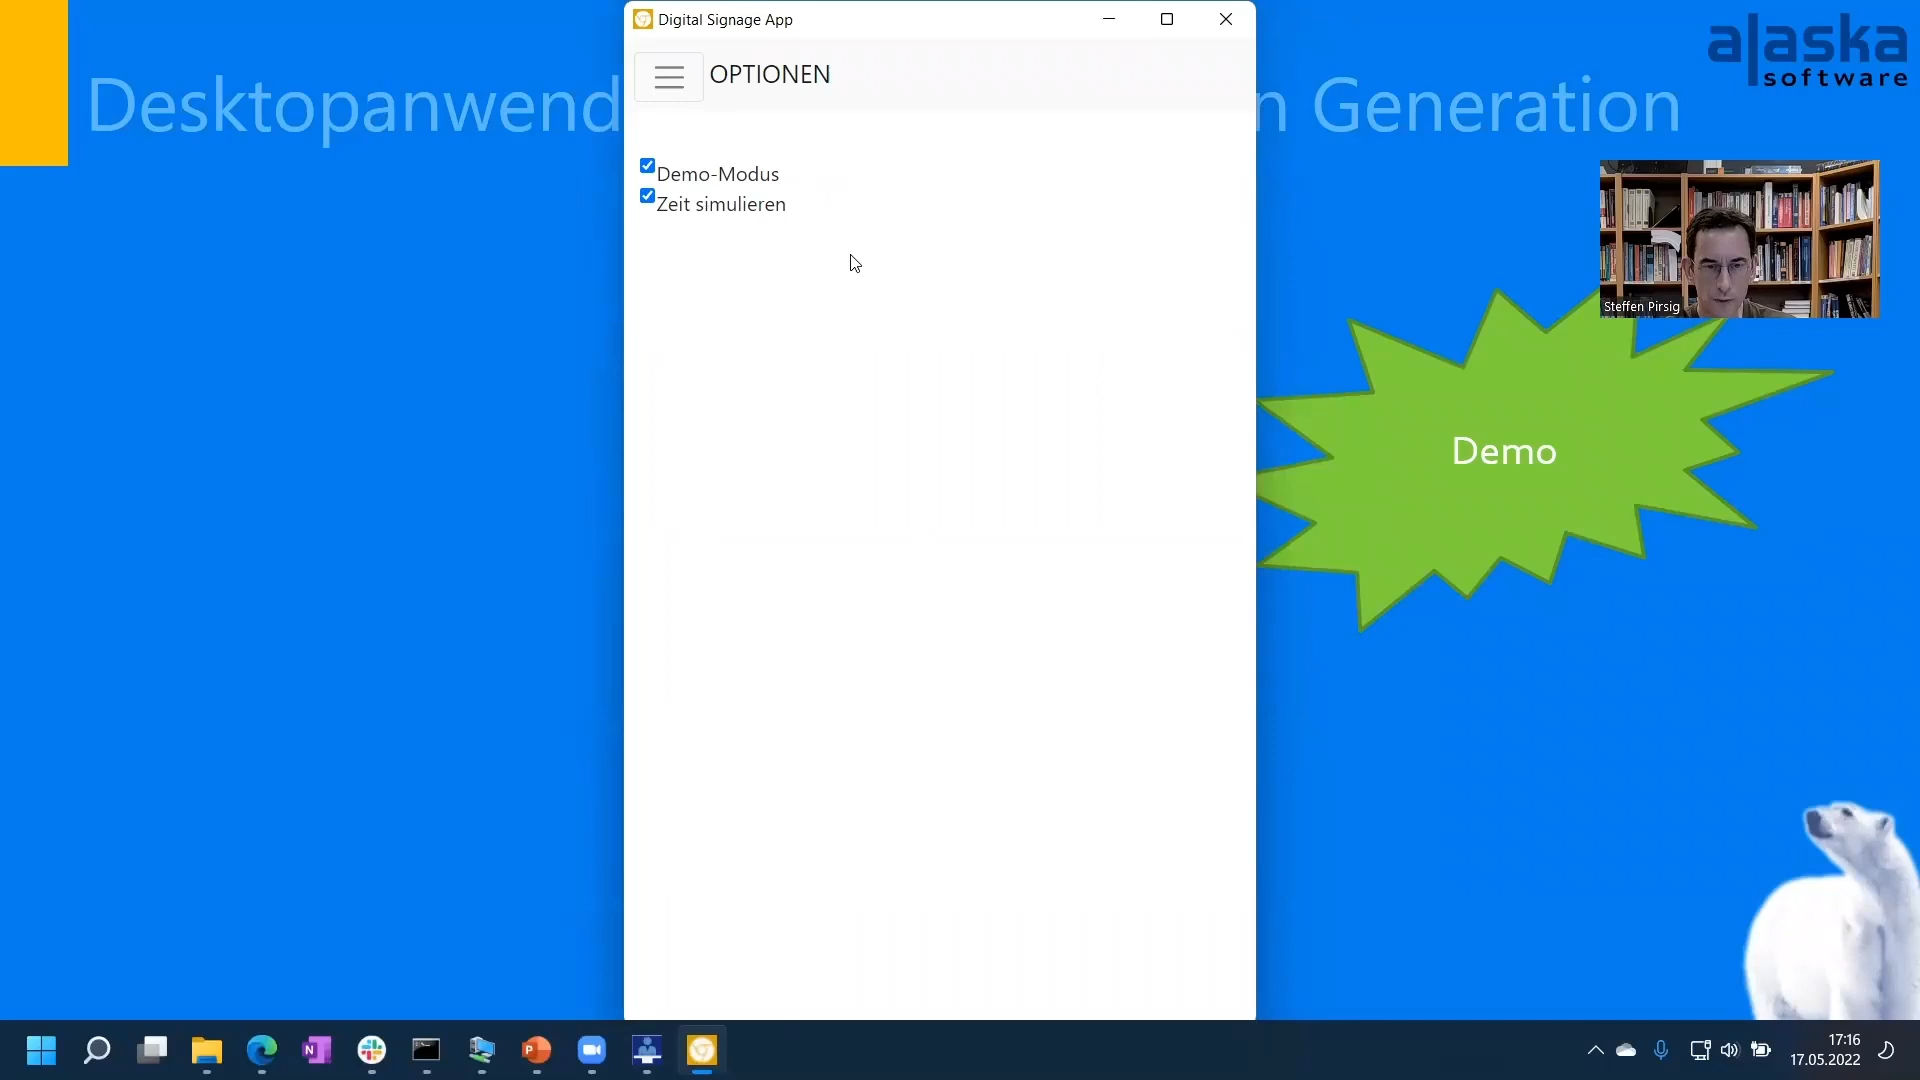 Digital Signage App
OPTIONEN
alaska
software
Desktopanwend
n Generation
Demo-Modus
Zeit simulieren
Steffen Pirsig
Demo
17:16
17.05.2022